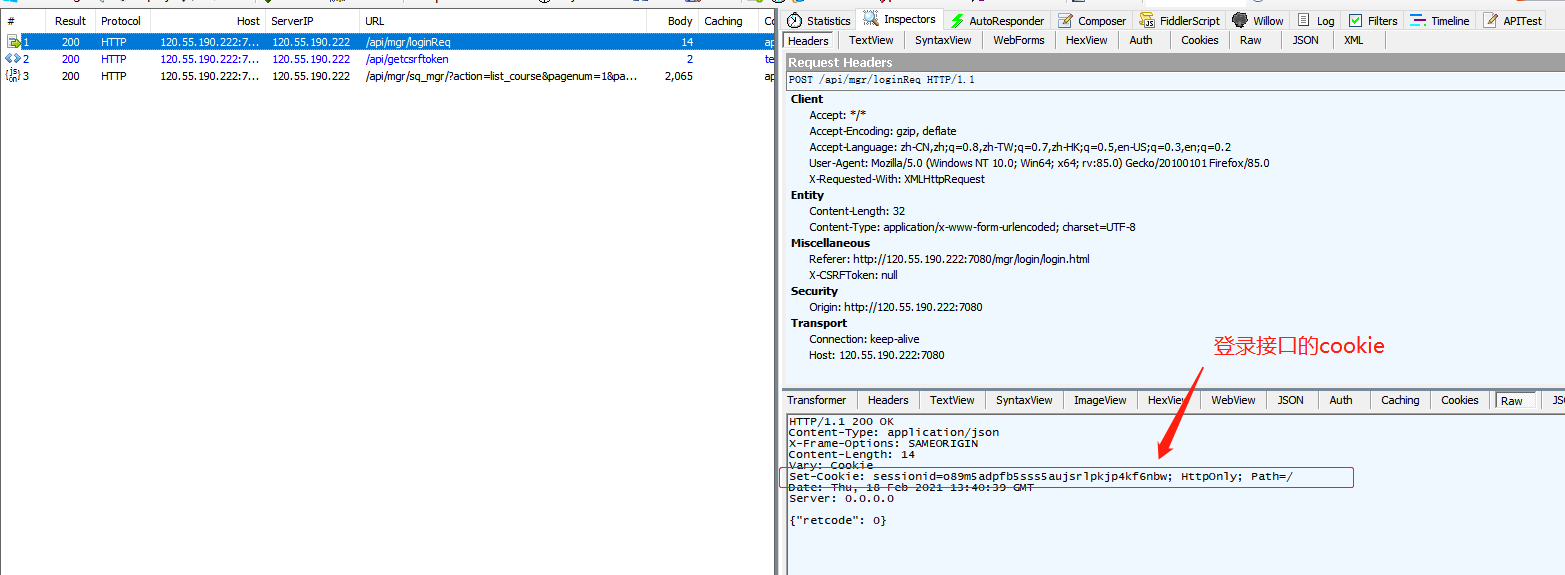 # Result Protocol Host ServerIP URL Body Caching
1 200 HTTP 120.55.190.222:7... 120.55.190.222 /api/mgr/loginReq 14
2 200 HTTP 120.55.190.222:7... 120.55.190.222 /api/getcsrftoken 2
3 200 HTTP 120.55.190.222:7... 120.55.190.222 /api/mgr/sq_mgr/?action=list_course&pagenum=1&pa... 2,065
Statistics Inspectors AutoResponder Composer FiddlerScript Willow Log Filters Timeline APITest
Headers TextView SyntaxView WebForms HexView Auth Cookies Raw JSON XML
Request Headers
POST /api/mgr/loginReq HTTP/1.1
Client
Accept: */*
Accept-Encoding: gzip, deflate
Accept-Language: zh-CN,zh;q=0.8,zh-TW;q=0.7,zh-HK;q=0.5,en-US;q=0.3,en;q=0.2
User-Agent: Mozilla/5.0 (Windows NT 10.0; Win64; x64; rv:85.0) Gecko/20100101 Firefox/85.0
X-Requested-With: XMLHttpRequest
Entity
Content-Length: 32
Content-Type: application/x-www-form-urlencoded; charset=UTF-8
Miscellaneous
Referer: http://120.55.190.222:7080/mgr/login/login.html
X-CSRFToken: null
Security
Origin: http://120.55.190.222:7080
Transport
Connection: keep-alive
Host: 120.55.190.222:7080
登录接口的cookie
Transformer Headers TextView SyntaxView ImageView HexView WebView JSON Auth Caching Cookies Raw
HTTP/1.1 200 OK
Content-Type: application/json
X-Frame-Options: SAMEORIGIN
Content-Length: 14
Vary: Cookie
Set-Cookie: sessionid=o89m5adpfb5sss5aujsrlpkjp4kf6nbw; HttpOnly; Path=/
Date: Thu, 18 Feb 2021 13:40:39 GMT
Server: 0.0.0.0
{"retcode": 0}